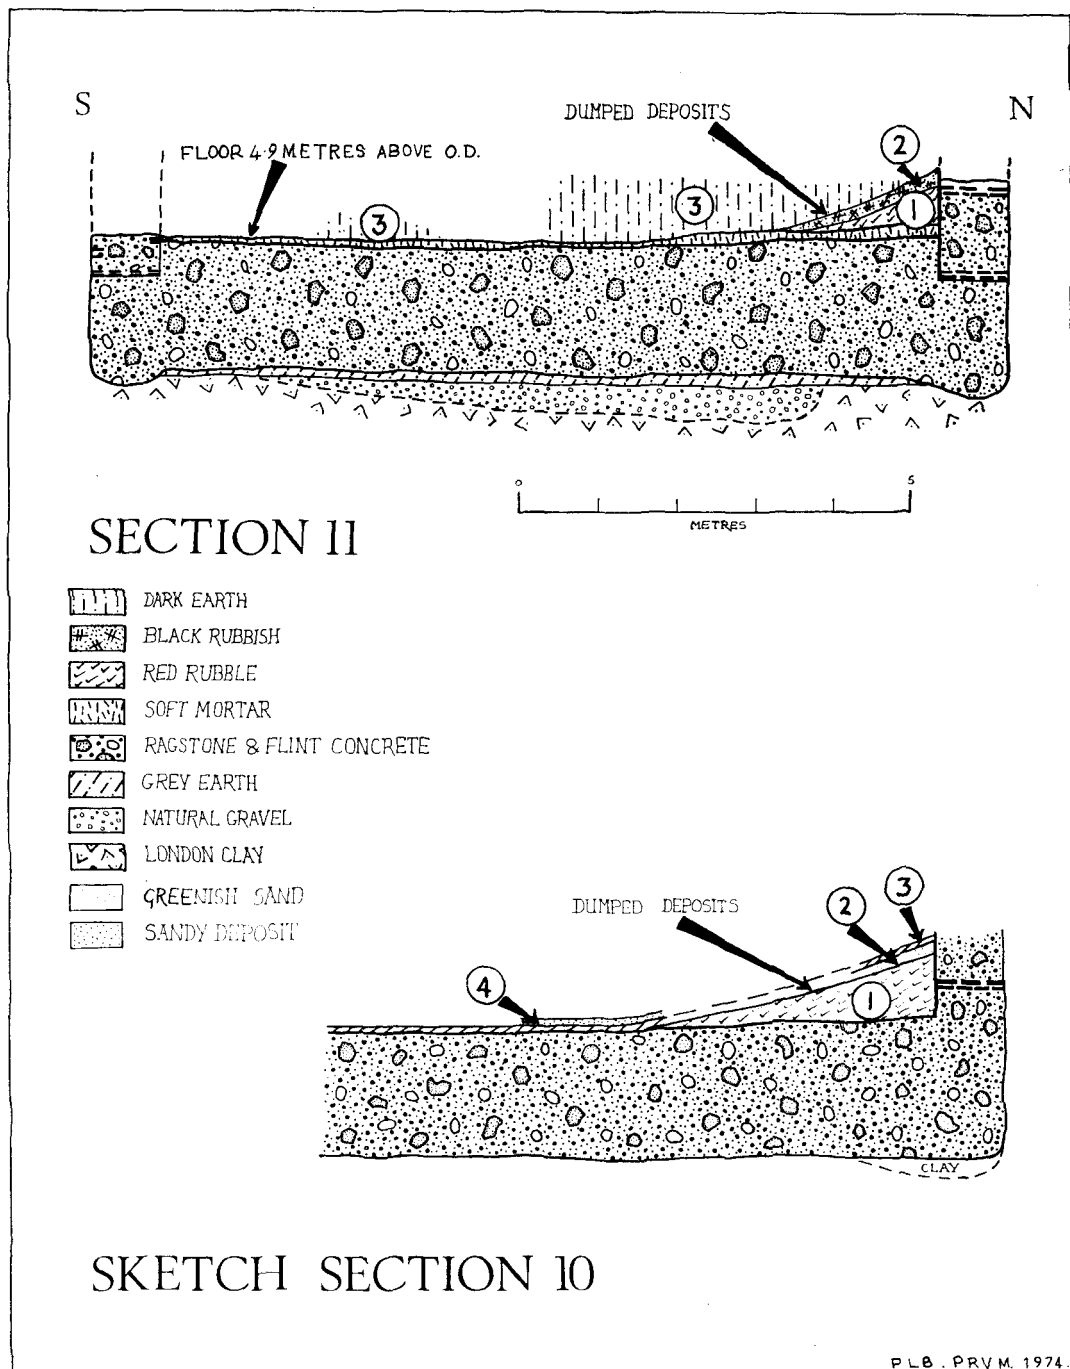 S
N
DUMPED DEPOSITS
2
FLOOR 4·9 METRES ABOVE O.D.
3
3
1
0
5
METRES
SECTION 11
DARK EARTH
BLACK RUBBISH
RED RUBBLE
SOFT MORTAR
RAGSTONE & FLINT CONCRETE
GREY EARTH
NATURAL GRAVEL
LONDON CLAY
GREENISH SAND
SANDY DEPOSIT
DUMPED DEPOSITS
2
3
4
1
CLAY
SKETCH SECTION 10
PLB. PRVM. 1974.